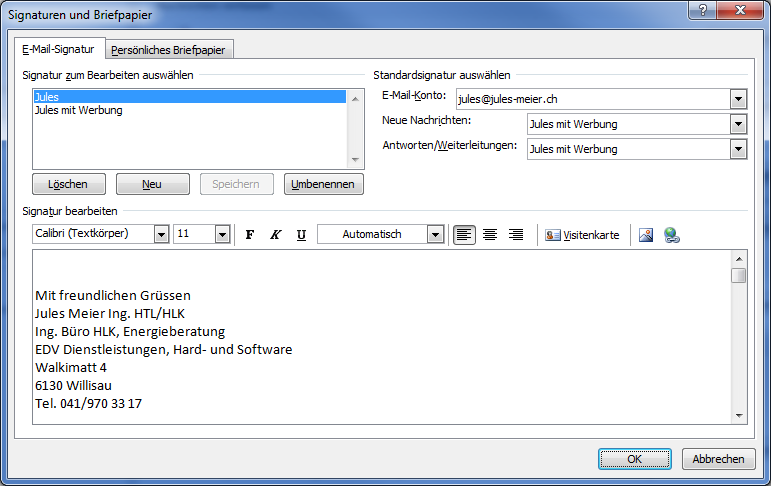 Signaturen und Briefpapier
E-Mail-Signatur
Persönliches Briefpapier
Signatur zum Bearbeiten auswählen
Jules
Jules mit Werbung
Löschen
Neu
Speichern
Umbenennen
Standardsignatur auswählen
E-Mail-Konto: jules@jules-meier.ch
Neue Nachrichten: Jules mit Werbung
Antworten/Weiterleitungen: Jules mit Werbung
Signatur bearbeiten
Calibri (Textkörper) 11 F K U Automatisch Visitenkarte
Mit freundlichen Grüssen
Jules Meier Ing. HTL/HLK
Ing. Büro HLK, Energieberatung
EDV Dienstleistungen, Hard- und Software
Walkimatt 4
6130 Willisau
Tel. 041/970 33 17
OK
Abbrechen